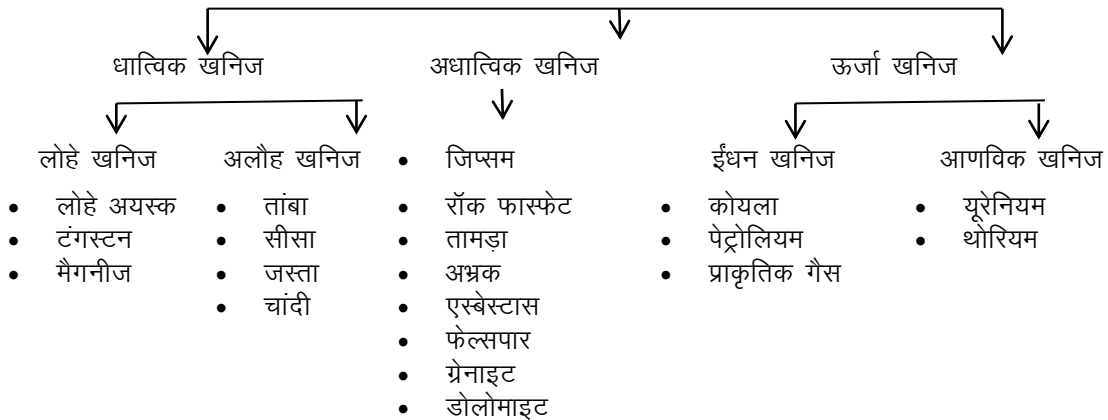 धात्विक खनिज अधात्विक खनिज ऊर्जा खनिज
लोहे खनिज अलौह खनिज • जिप्सम ईंधन खनिज आणविक खनिज
• लोहे अयस्क • तांबा • रॉक फास्फेट • कोयला • यूरेनियम
• टंगस्टन • सीसा • तामड़ा • पेट्रोलियम • थोरियम
• मैगनीज • जस्ता • अभ्रक • प्राकृतिक गैस
• चांदी • एस्बेस्टास
• फेल्सपार
• ग्रेनाइट
• डोलोमाइट